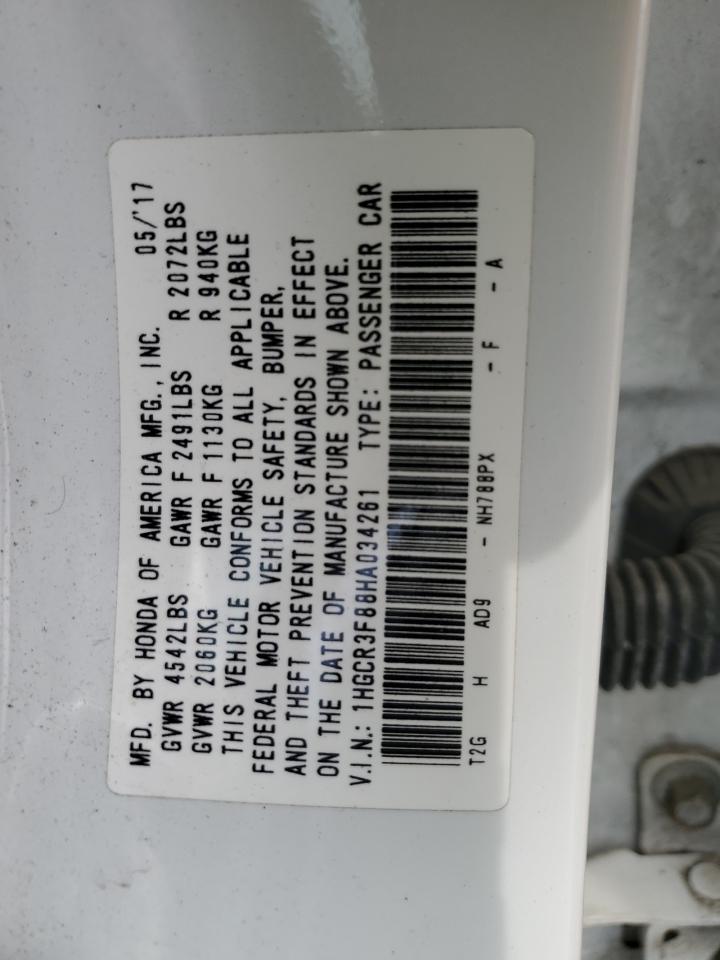 MFD. BY HONDA OF AMERICA MFG., INC. 05/'17
GVWR 4542LBS GAWR F 2491LBS R 2072LBS
GVWR 2060KG GAWR F 1130KG R 940KG
THIS VEHICLE CONFORMS TO ALL APPLICABLE
FEDERAL MOTOR VEHICLE SAFETY, BUMPER,
AND THEFT PREVENTION STANDARDS IN EFFECT
ON THE DATE OF MANUFACTURE SHOWN ABOVE.
V.I.N.: 1HGCR3F88HA034261 TYPE: PASSENGER CAR
T2G H AD9 - NH788PX - F - A